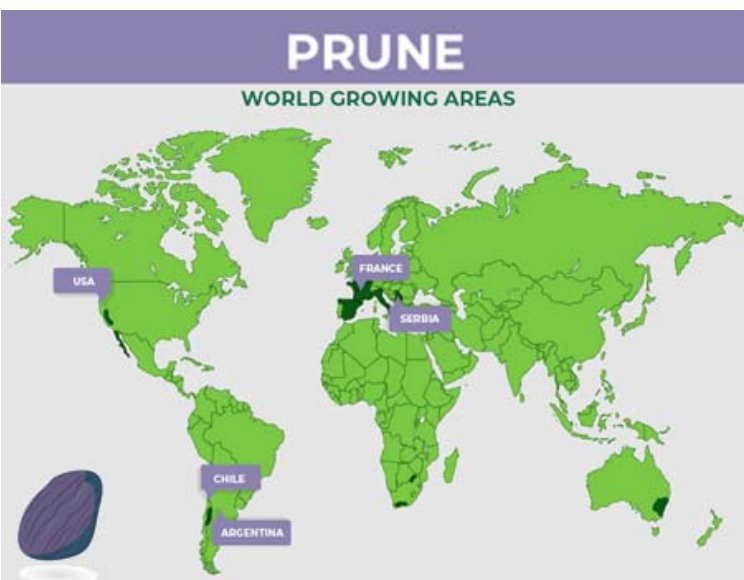 PRUNE
WORLD GROWING AREAS
FRANCE
USA
SERBIA
CHILE
ARGENTINA